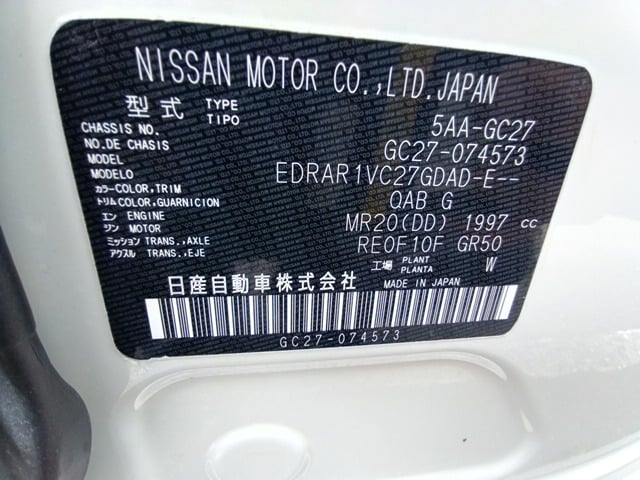 NISSAN MOTOR CO.,LTD.JAPAN
型式 TYPE TIPO 5AA-GC27
CHASSIS NO.
NO.DE CHASIS GC27-074573
MODEL
MODELO EDRAR1VC27GDAD-E--
カラー COLOR,TRIM
トリム COLOR,GUARNICION QAB G
エン ENGINE
ジン MOTOR MR20(DD) 1997 cc
ミッション TRANS.,AXLE
アクスル TRANS.,EJE RE0F10F GR50
工場 PLANT PLANTA W
日産自動車株式会社 MADE IN JAPAN
GC27-074573